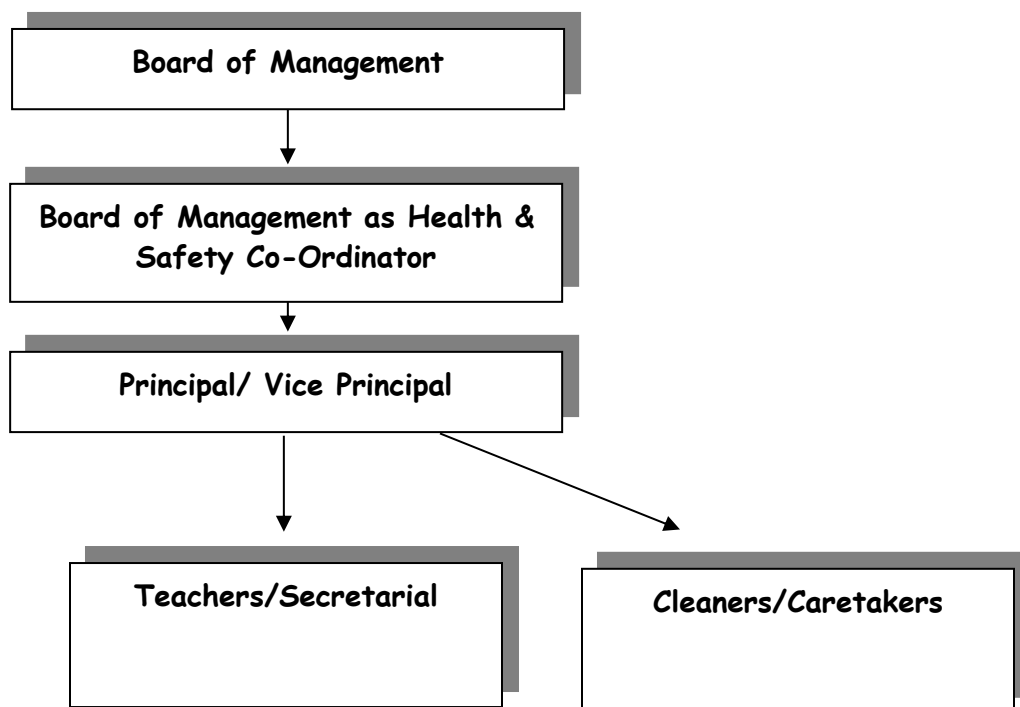 Board of Management
Board of Management as Health &
Safety Co-Ordinator
Principal/ Vice Principal
Teachers/Secretarial
Cleaners/Caretakers